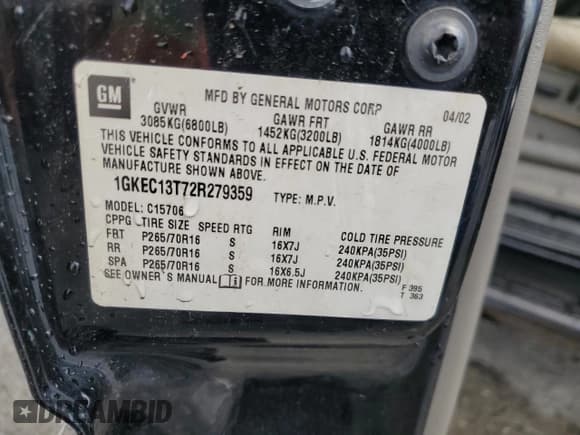 GM
MFD BY GENERAL MOTORS CORP 04/02
GVWR GAWR FRT GAWR RR
3085KG(6800LB) 1452KG(3200LB) 1814KG(4000LB)
THIS VEHICLE CONFORMS TO ALL APPLICABLE U.S. FEDERAL MOTOR
VEHICLE SAFETY STANDARDS IN EFFECT ON THE DATE OF
MANUFACTURE SHOWN ABOVE.
1GKEC13T72R279359 TYPE: M.P.V.
MODEL: C15706
CPPG TIRE SIZE SPEED RTG RIM COLD TIRE PRESSURE
FRT P265/70R16 S 16X7J 240KPA(35PSI)
RR P265/70R16 S 16X7J 240KPA(35PSI)
SPA P265/70R16 S 16X6.5J 240KPA(35PSI)
SEE OWNER'S MANUAL FOR MORE INFORMATION.
F 395
T 363
DREAMBID